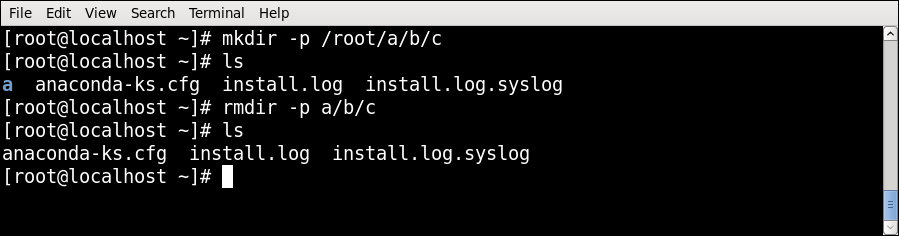 File Edit View Search Terminal Help
[root@localhost ~]# mkdir -p /root/a/b/c
[root@localhost ~]# ls
a  anaconda-ks.cfg  install.log  install.log.syslog
[root@localhost ~]# rmdir -p a/b/c
[root@localhost ~]# ls
anaconda-ks.cfg  install.log  install.log.syslog
[root@localhost ~]#